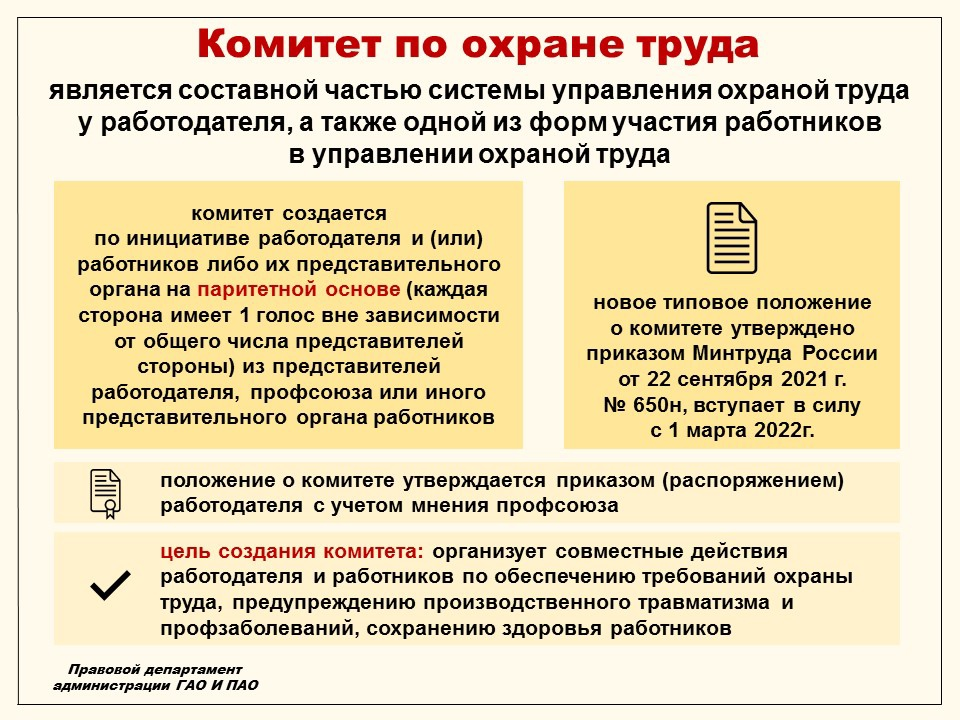 Комитет по охране труда
является составной частью системы управления охраной труда
у работодателя, а также одной из форм участия работников
в управлении охраной труда
комитет создается
по инициативе работодателя и (или)
работников либо их представительного
органа на паритетной основе (каждая
сторона имеет 1 голос вне зависимости
от общего числа представителей
стороны) из представителей
работодателя, профсоюза или иного
представительного органа работников
новое типовое положение
о комитете утверждено
приказом Минтруда России
от 22 сентября 2021 г.
№ 650н, вступает в силу
с 1 марта 2022г.
положение о комитете утверждается приказом (распоряжением)
работодателя с учетом мнения профсоюза
цель создания комитета: организует совместные действия
работодателя и работников по обеспечению требований охраны
труда, предупреждению производственного травматизма и
профзаболеваний, сохранению здоровья работников
Правовой департамент
администрации ГАО И ПАО